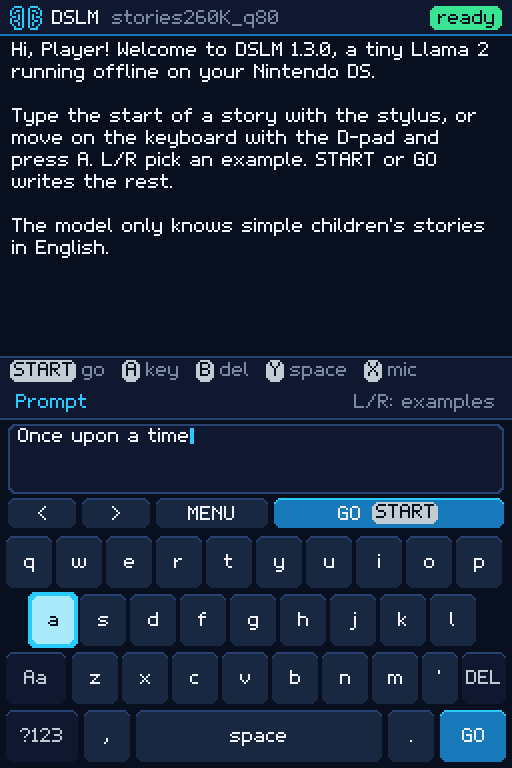 DSLM stories260K_q80 ready
Hi, Player! Welcome to DSLM 1.3.0, a tiny Llama 2
running offline on your Nintendo DS.
Type the start of a story with the stylus, or
move on the keyboard with the D-pad and
press A. L/R pick an example. START or GO
writes the rest.
The model only knows simple children's stories
in English.
START go A key B del Y space X mic
Prompt L/R: examples
Once upon a time
< > MENU GO START
q w e r t y u i o p
a s d f g h j k l
Aa z x c v b n m ' DEL
?123 , space . GO